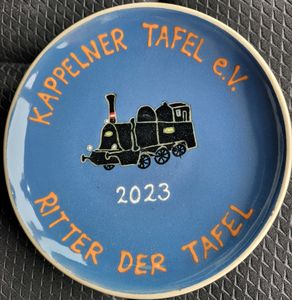 KAPPELNER TAFEL e.V.
2023
RITTER DER TAFEL